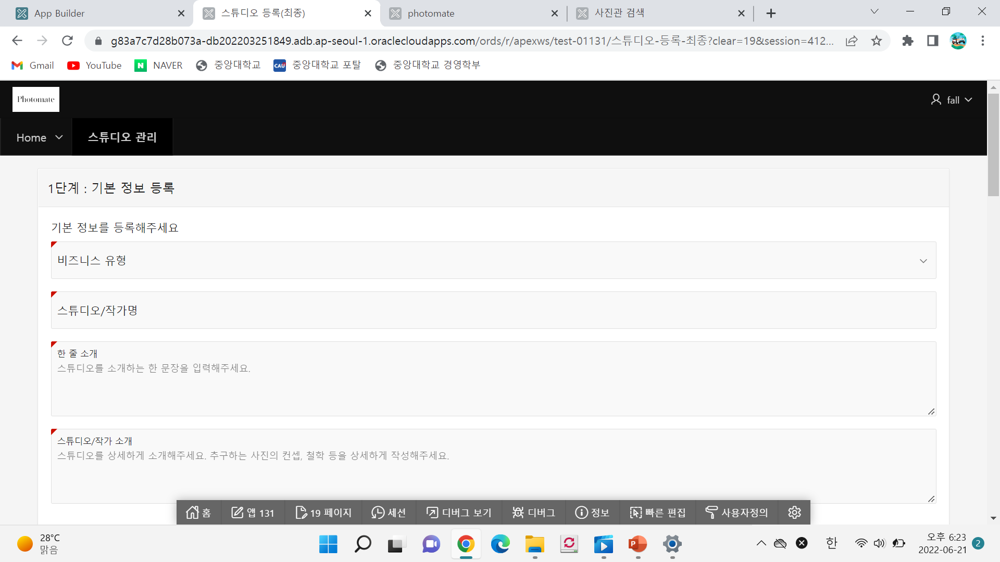 App Builder
스튜디오 등록(최종)
photomate
사진관 검색
g83a7c7d28b073a-db202203251849.adb.ap-seoul-1.oraclecloudapps.com/ords/r/apexws/test-01131/스튜디오-등록-최종?clear=19&session=412...
Gmail
YouTube
N NAVER
중앙대학교
CAU 중앙대학교 포탈
중앙대학교 경영학부
Photomate
fall
Home
스튜디오 관리
1단계 : 기본 정보 등록
기본 정보를 등록해주세요
비즈니스 유형
스튜디오/작가명
한 줄 소개
스튜디오를 소개하는 한 문장을 입력해주세요.
스튜디오/작가 소개
스튜디오를 상세하게 소개해주세요. 추구하는 사진의 컨셉, 철학 등을 상세하게 작성해주세요.
홈
앱 131
19 페이지
세션
디버그 보기
디버그
정보
빠른 편집
사용자정의
28°C
맑음
P
한
오후 6:23
2022-06-21
2